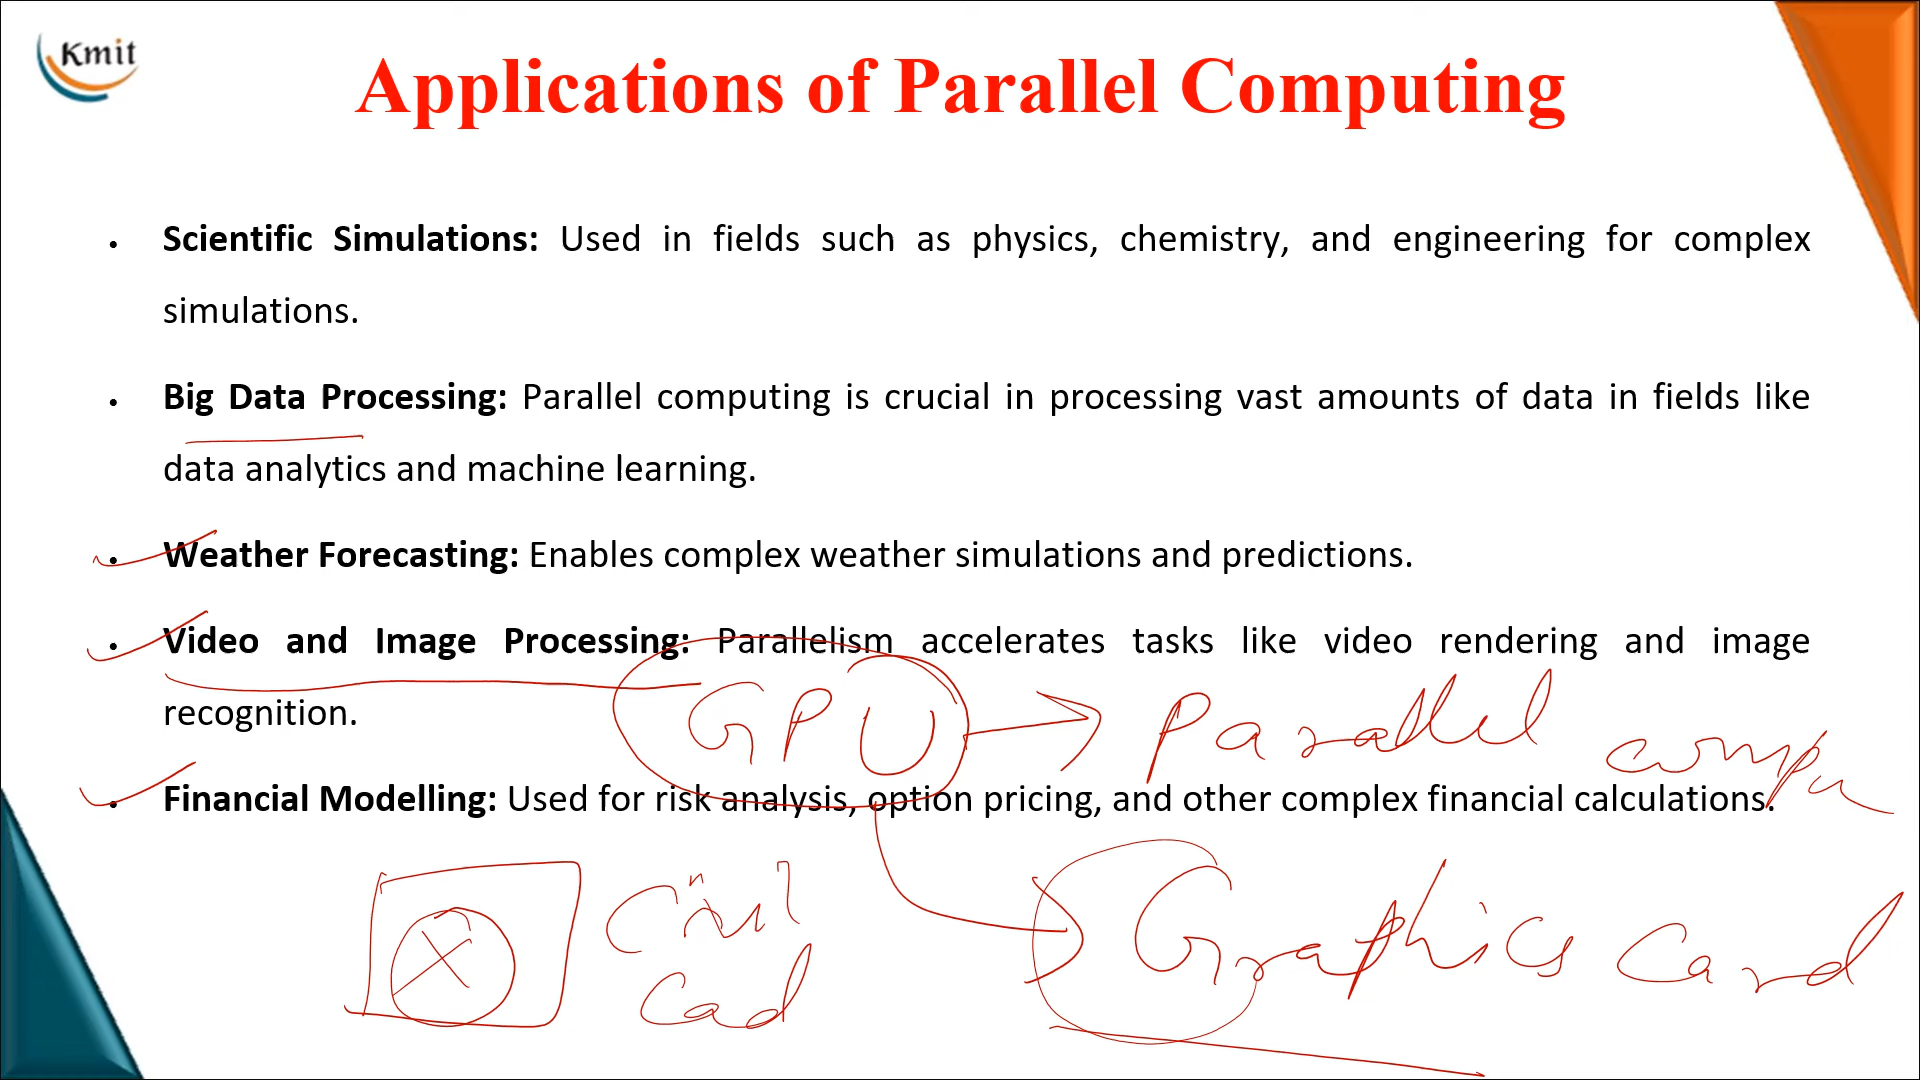 Kmit
Applications of Parallel Computing
• Scientific Simulations: Used in fields such as physics, chemistry, and engineering for complex
simulations.
• Big Data Processing: Parallel computing is crucial in processing vast amounts of data in fields like
data analytics and machine learning.
• Weather Forecasting: Enables complex weather simulations and predictions.
• Video and Image Processing: Parallelism accelerates tasks like video rendering and image
recognition.
GPU → Parallel compu
• Financial Modelling: Used for risk analysis, option pricing, and other complex financial calculations.
Graphics Card